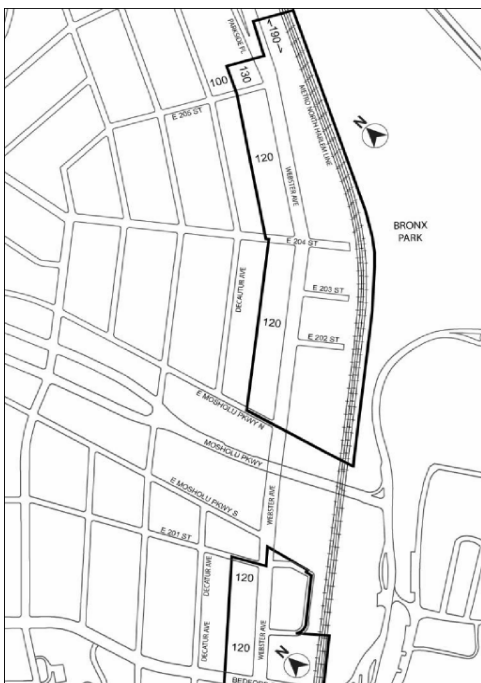 PARKSIDE PL
190
130
100
E 205 ST
METRO NORTH HARLEM LINE
N
120
WEBSTER AVE
BRONX
PARK
E 204 ST
DECAUTUR AVE
E 203 ST
120
E 202 ST
E MOSHOLU PKWY N
MOSHOLU PKWY
E MOSHOLU PKWY S
WEBSTER AVE
E 201 ST
DECATUR AVE
120
DECATUR AVE
120
WEBSTER AVE
N